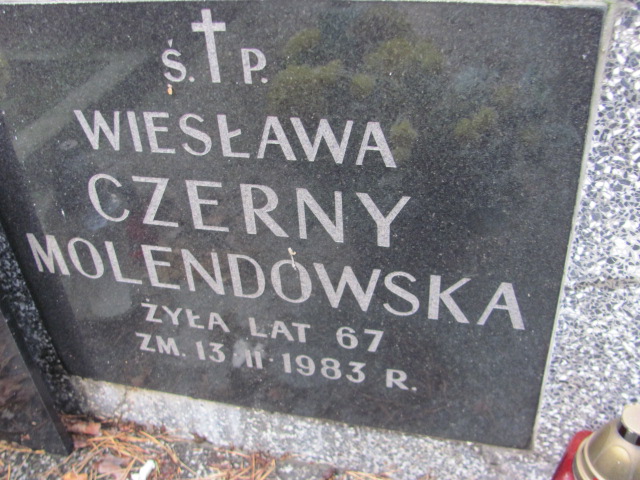 Ś. P.
WIESŁAWA
CZERNY
MOLENDOWSKA
ŻYŁA LAT 67
ZM. 13·II·1983 R.